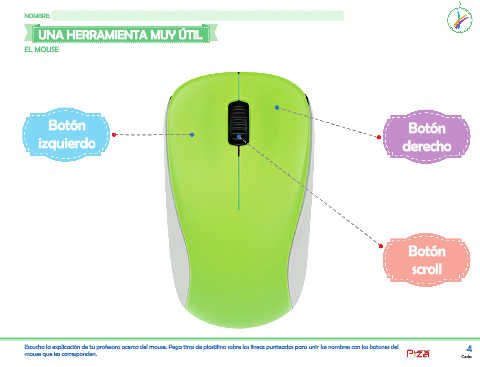 NOMBRE:
UNA HERRAMIENTA MUY ÚTIL
EL MOUSE
Botón
izquierdo
Botón
derecho
Botón
scroll
Escucha la explicación de tu profesora acerca del mouse. Pega tiras de plastilina sobre las líneas punteadas para unir los nombres con los botones del
mouse que les corresponden.
4